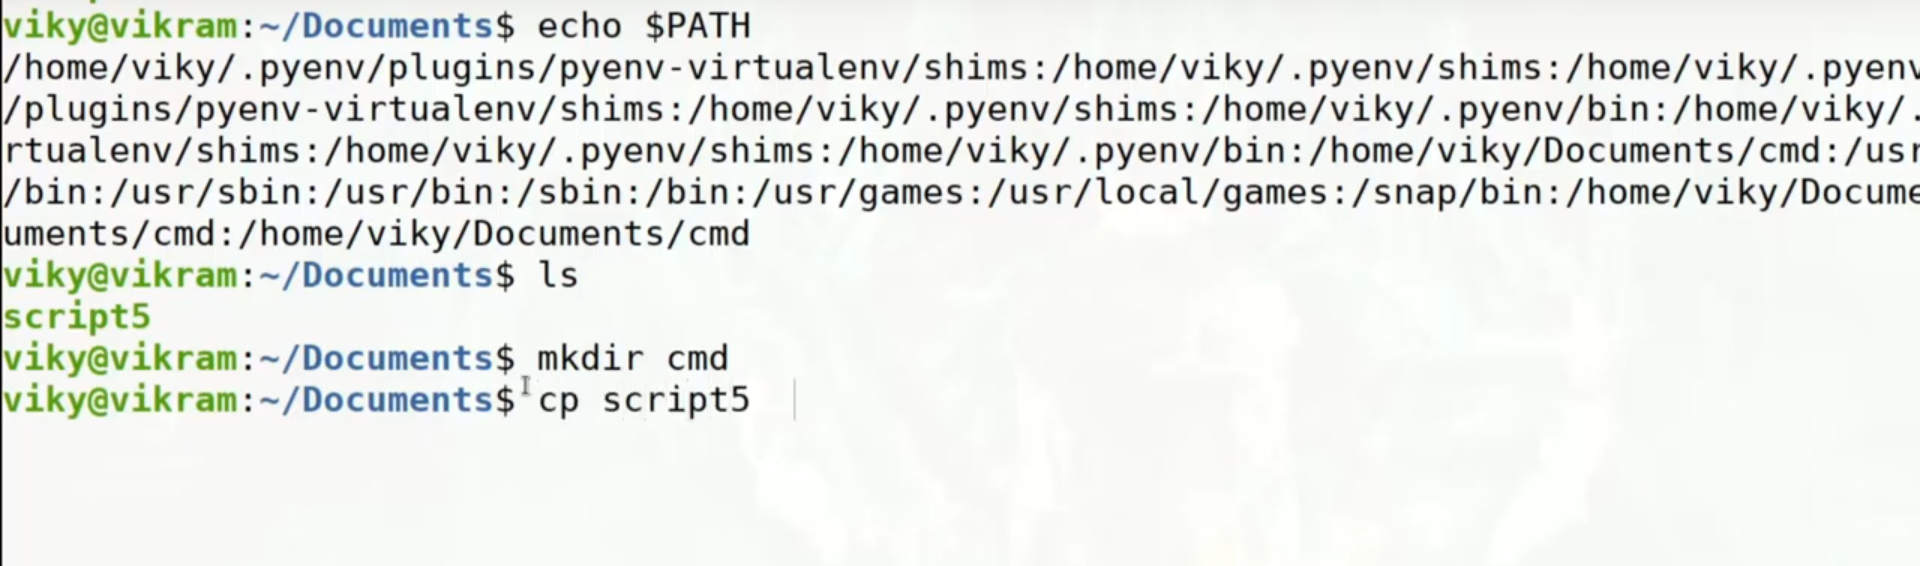 viky@vikram:~/Documents$ echo $PATH
/home/viky/.pyenv/plugins/pyenv-virtualenv/shims:/home/viky/.pyenv/shims:/home/viky/.pyenv
/plugins/pyenv-virtualenv/shims:/home/viky/.pyenv/shims:/home/viky/.pyenv/bin:/home/viky/.
rtualenv/shims:/home/viky/.pyenv/shims:/home/viky/.pyenv/bin:/home/viky/Documents/cmd:/usr
/bin:/usr/sbin:/usr/bin:/sbin:/bin:/usr/games:/usr/local/games:/snap/bin:/home/viky/Docume
uments/cmd:/home/viky/Documents/cmd
viky@vikram:~/Documents$ ls
script5
viky@vikram:~/Documents$ mkdir cmd
viky@vikram:~/Documents$ cp script5